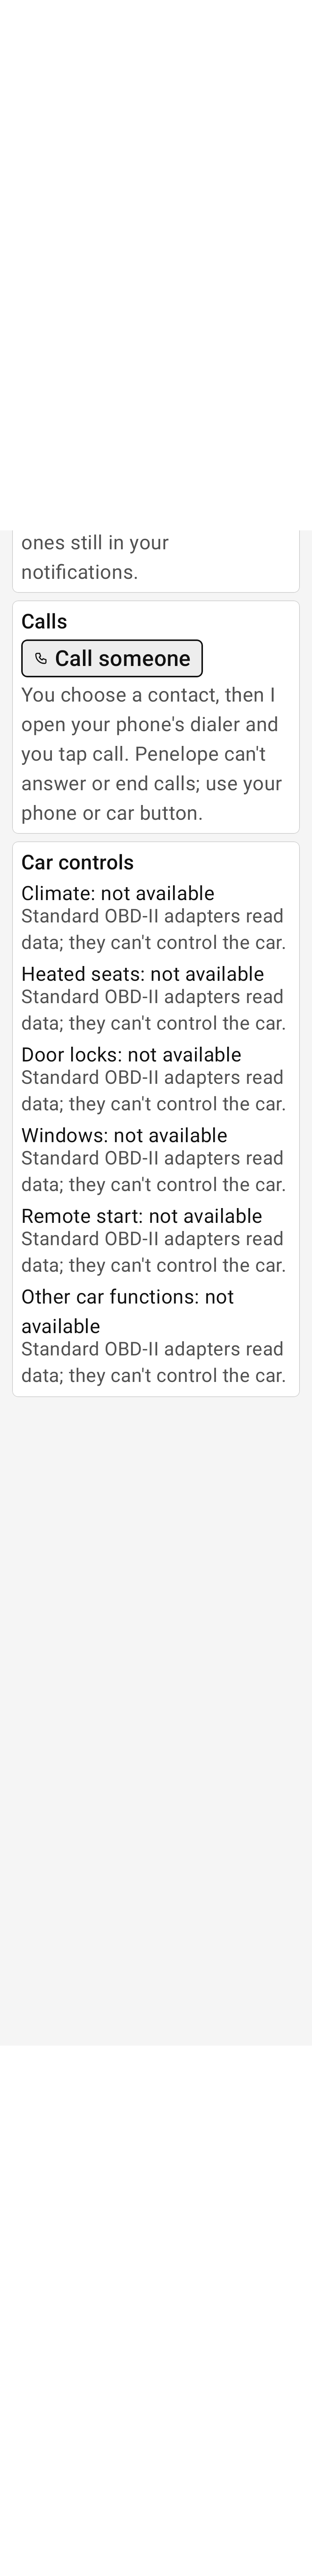 ones still in your
notifications.
Calls
Call someone
You choose a contact, then I
open your phone's dialer and
you tap call. Penelope can't
answer or end calls; use your
phone or car button.
Car controls
Climate: not available
Standard OBD-II adapters read
data; they can't control the car.
Heated seats: not available
Standard OBD-II adapters read
data; they can't control the car.
Door locks: not available
Standard OBD-II adapters read
data; they can't control the car.
Windows: not available
Standard OBD-II adapters read
data; they can't control the car.
Remote start: not available
Standard OBD-II adapters read
data; they can't control the car.
Other car functions: not
available
Standard OBD-II adapters read
data; they can't control the car.